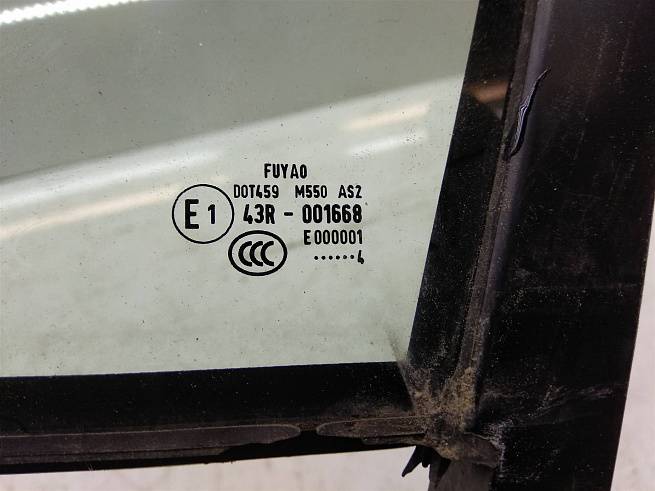 FUYAO
DOT459 M550 AS2
E1 43R - 001668
E000001
CCC
......4